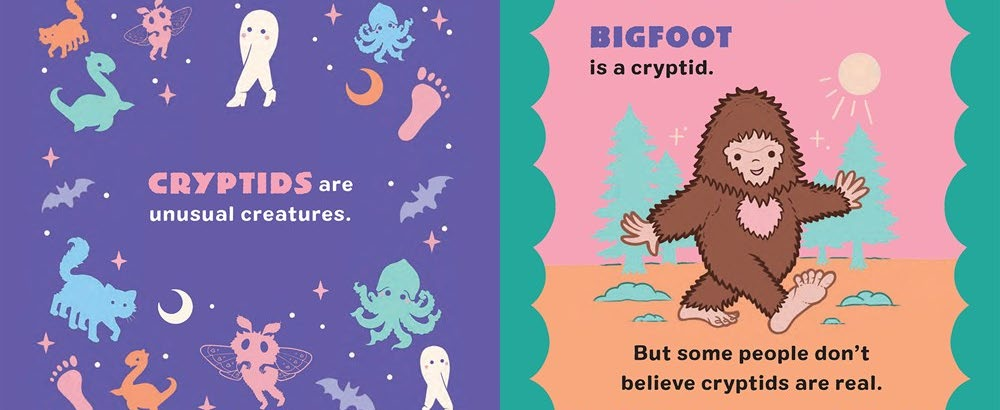 CRYPTIDS are
unusual creatures.
BIGFOOT
is a cryptid.
But some people don't
believe cryptids are real.